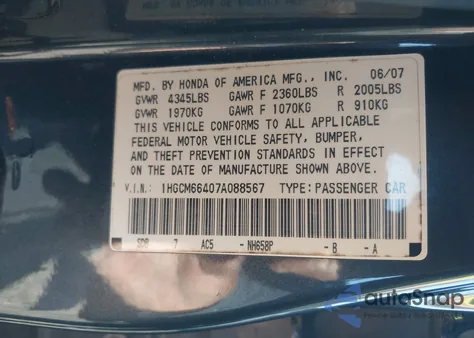 MFD. BY HONDA OF AMERICA MFG., INC. 06/07
GVWR 4345LBS GAWR F 2360LBS R 2005LBS
GVWR 1970KG GAWR F 1070KG R 910KG
THIS VEHICLE CONFORMS TO ALL APPLICABLE
FEDERAL MOTOR VEHICLE SAFETY, BUMPER,
AND THEFT PREVENTION STANDARDS IN EFFECT
ON THE DATE OF MANUFACTURE SHOWN ABOVE.
V.I.N.: 1HGCM66407A088567 TYPE: PASSENGER CAR
SDR 7 AC5 - NH658P - B - A
autoSnap